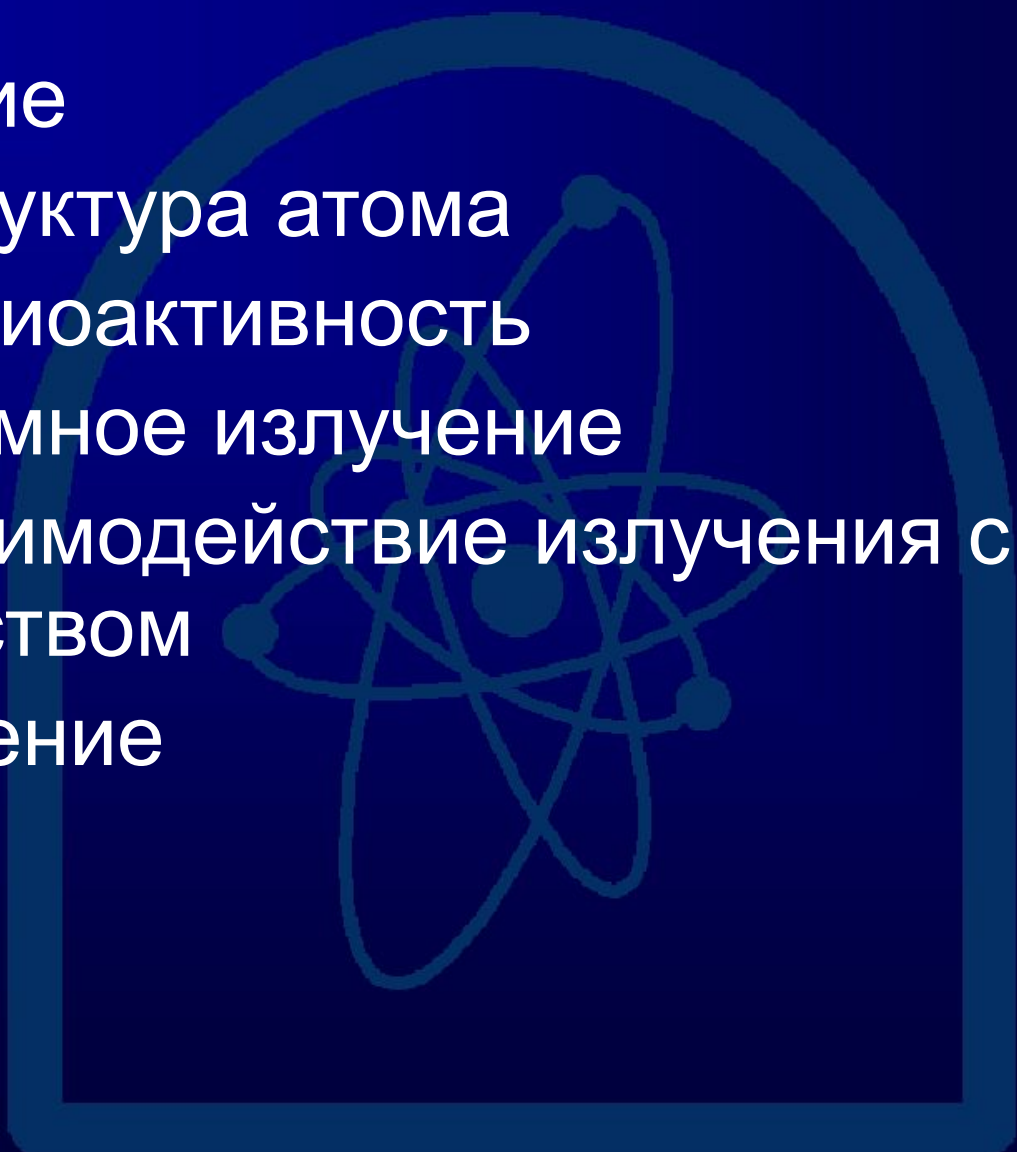 ие
уктура атома
иоактивность
мное излучение
имодействие излучения с
ством
ение